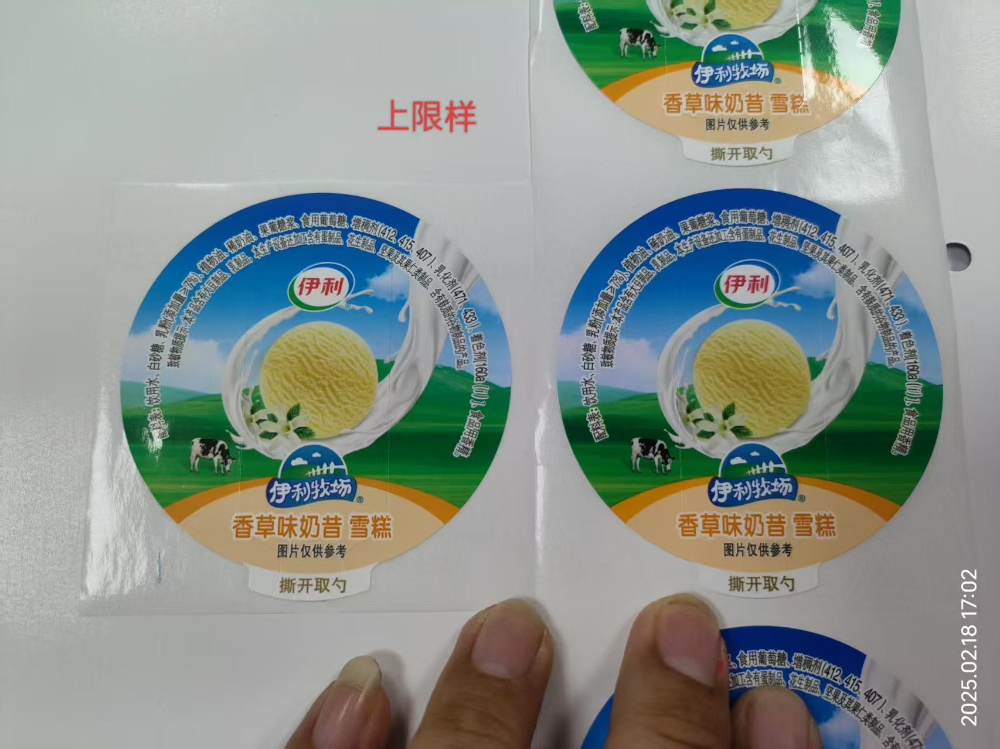 配料表:
食品用香精
伊利牧场®
香草味奶昔 雪糕
图片仅供参考
撕开取勺
上限样
配料表:饮用水、白砂糖、乳粉(添加量≥7%)、植物油、稀奶油、果葡糖浆、食用葡萄糖、增稠剂(412、415、407)、乳化剂(471、433)、着色剂[160a(ii)]、食品用香精。
致敏物质提示:本产品含有大豆制品、乳制品，本生产设备还加工含有蛋制品、花生制品、坚果及其果仁类制品、含有麸质的谷物制品的产品。
伊利
伊利牧场®
香草味奶昔 雪糕
图片仅供参考
撕开取勺
配料表:饮用水、白砂糖、乳粉(添加量≥7%)、植物油、稀奶油、果葡糖浆、食用葡萄糖、增稠剂(412、415、407)、乳化剂(471、433)、着色剂[160a(ii)]、食品用香精。
致敏物质提示:本产品含有大豆制品、乳制品，本生产设备还加工含有蛋制品、花生制品、坚果及其果仁类制品、含有麸质的谷物制品的产品。
伊利
伊利牧场®
香草味奶昔 雪糕
图片仅供参考
撕开取勺
、食用葡萄糖、增稠剂(412、415、407)、乳化剂(47
加工含有蛋制品、花生制品、坚果及其果仁类制品、含有
2025.02.18 17:02